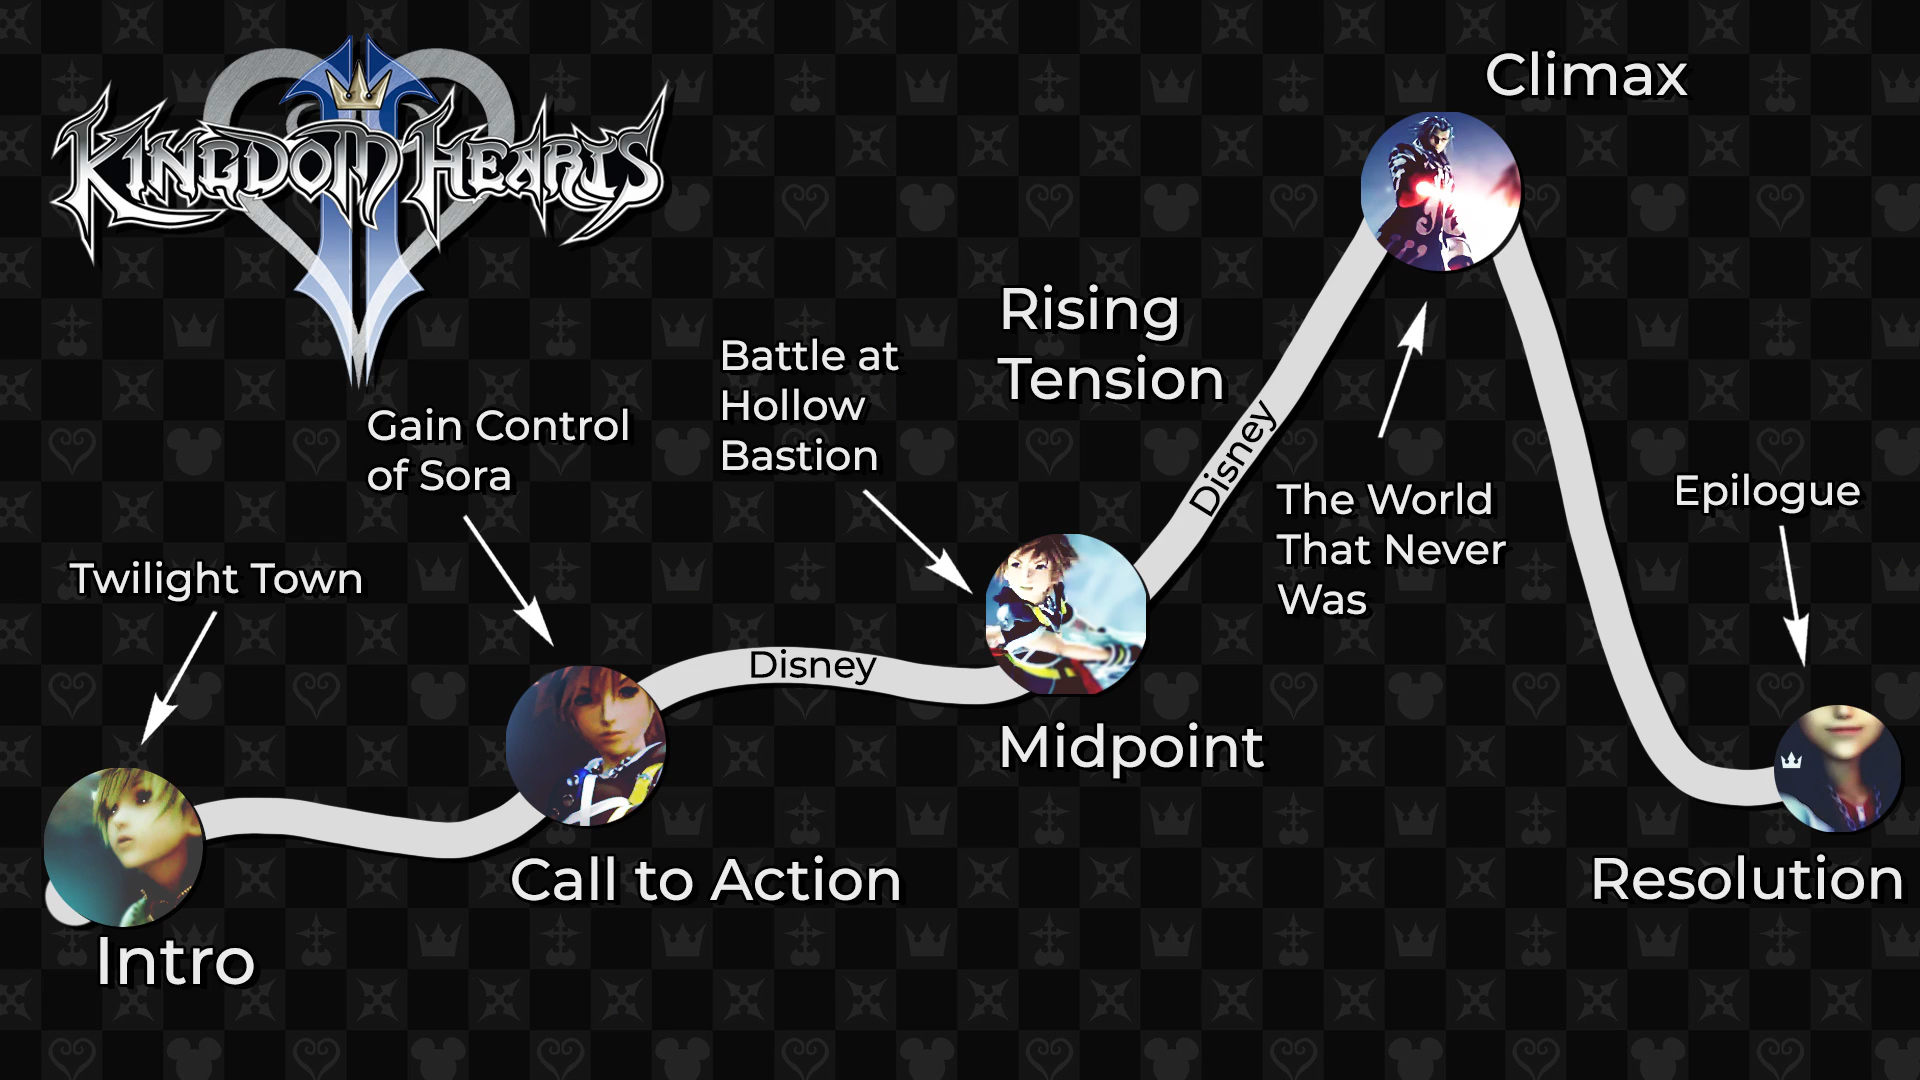 KINGDOM HEARTS
II
Climax
Rising
Tension
Disney
Battle at
Hollow
Bastion
Gain Control
of Sora
The World
That Never
Was
Epilogue
Twilight Town
Disney
Midpoint
Call to Action
Resolution
Intro